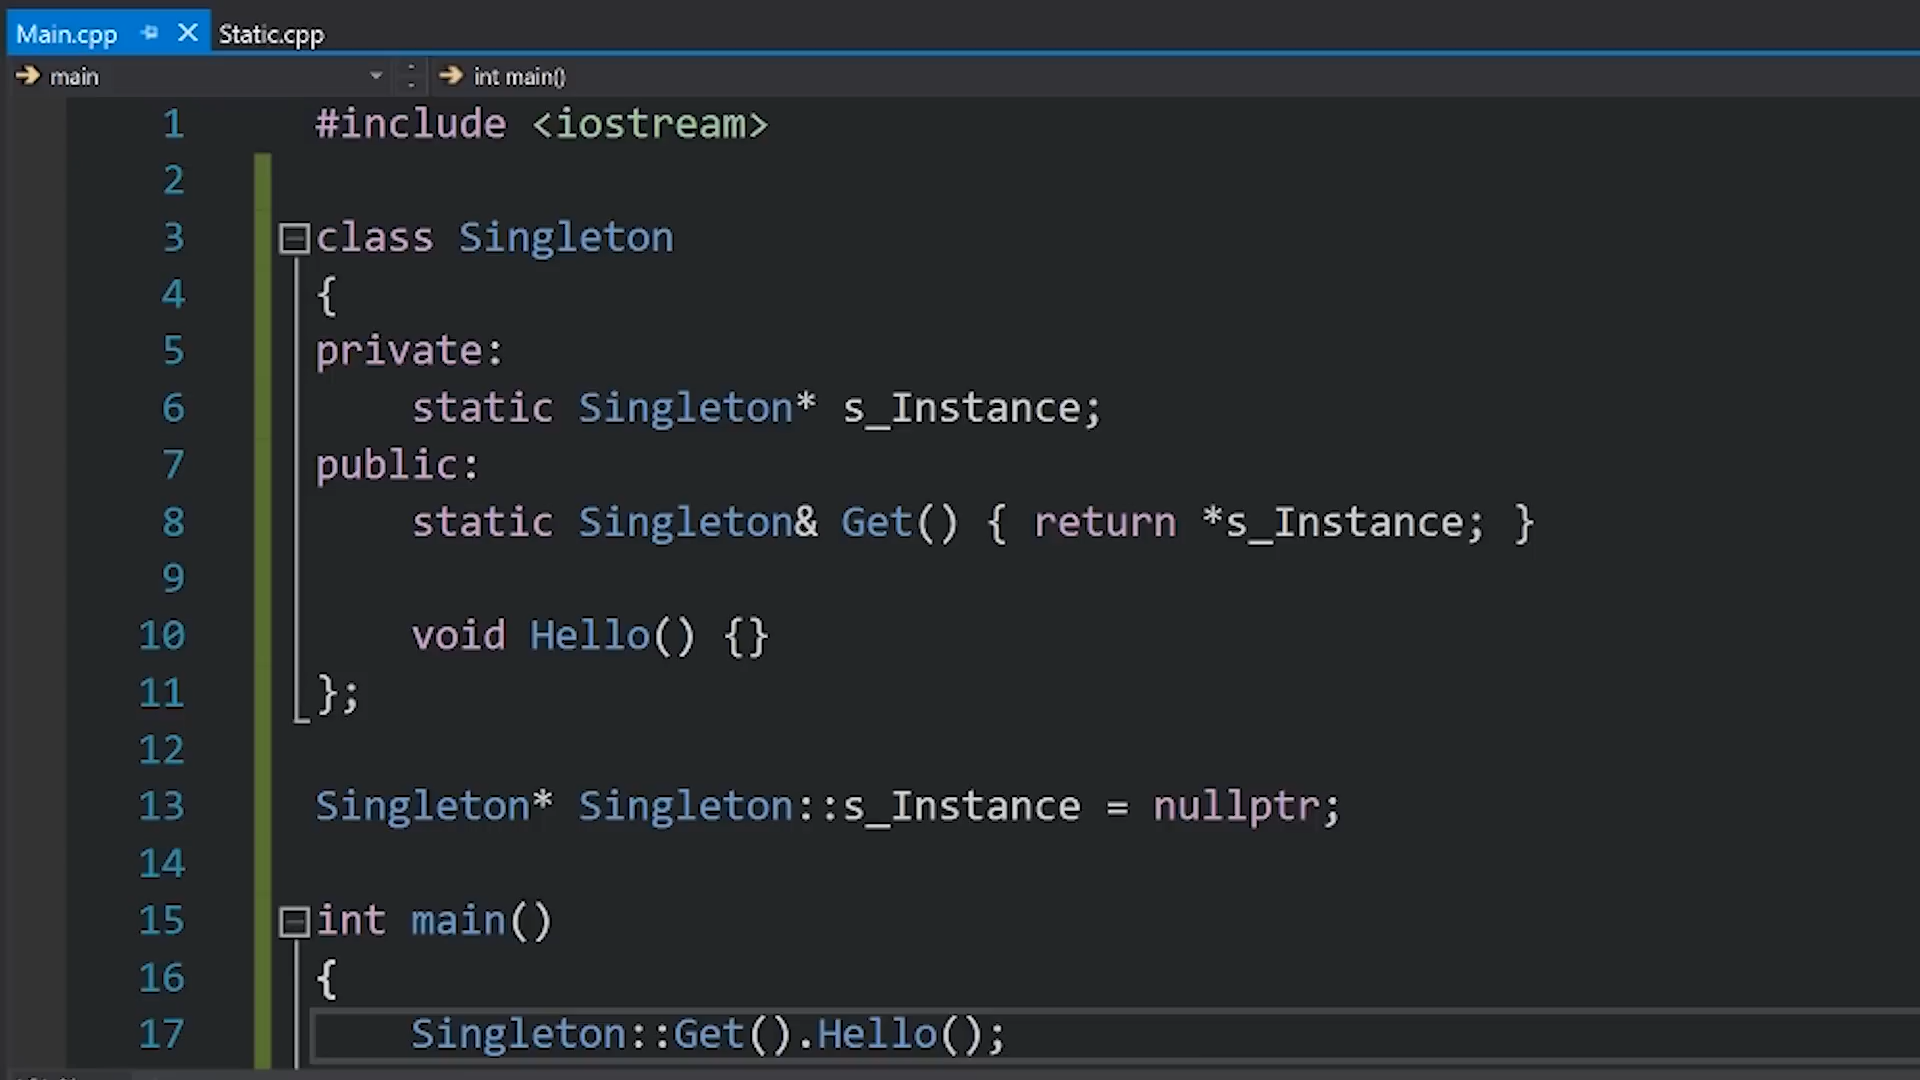 Main.cpp Static.cpp
main int main()
1 #include <iostream>
2
3 class Singleton
4 {
5 private:
6 static Singleton* s_Instance;
7 public:
8 static Singleton& Get() { return *s_Instance; }
9
10 void Hello() {}
11 };
12
13 Singleton* Singleton::s_Instance = nullptr;
14
15 int main()
16 {
17 Singleton::Get().Hello();